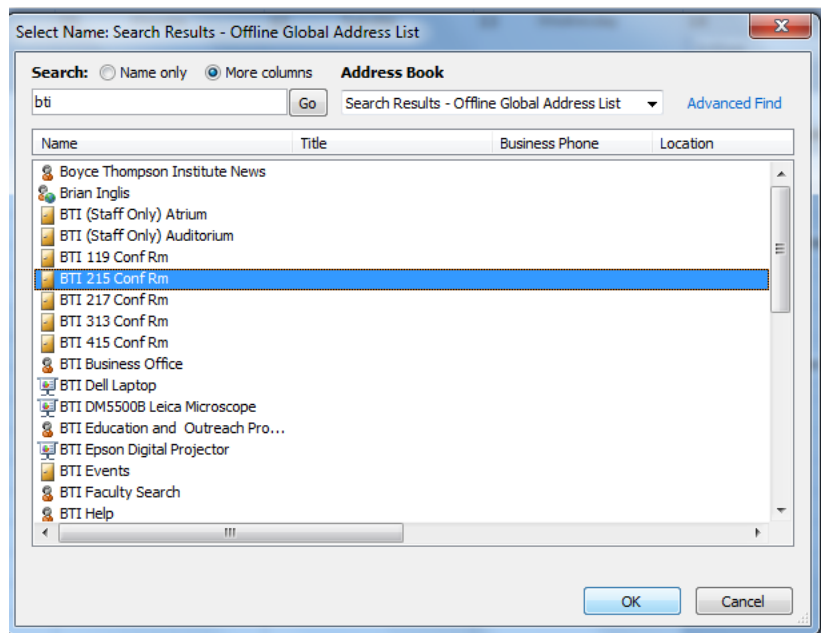 Select Name: Search Results - Offline Global Address List
Search: Name only More columns Address Book
bti Go Search Results - Offline Global Address List Advanced Find
Name Title Business Phone Location
Boyce Thompson Institute News
Brian Inglis
BTI (Staff Only) Atrium
BTI (Staff Only) Auditorium
BTI 119 Conf Rm
BTI 215 Conf Rm
BTI 217 Conf Rm
BTI 313 Conf Rm
BTI 415 Conf Rm
BTI Business Office
BTI Dell Laptop
BTI DM5500B Leica Microscope
BTI Education and Outreach Pro...
BTI Epson Digital Projector
BTI Events
BTI Faculty Search
BTI Help
OK Cancel